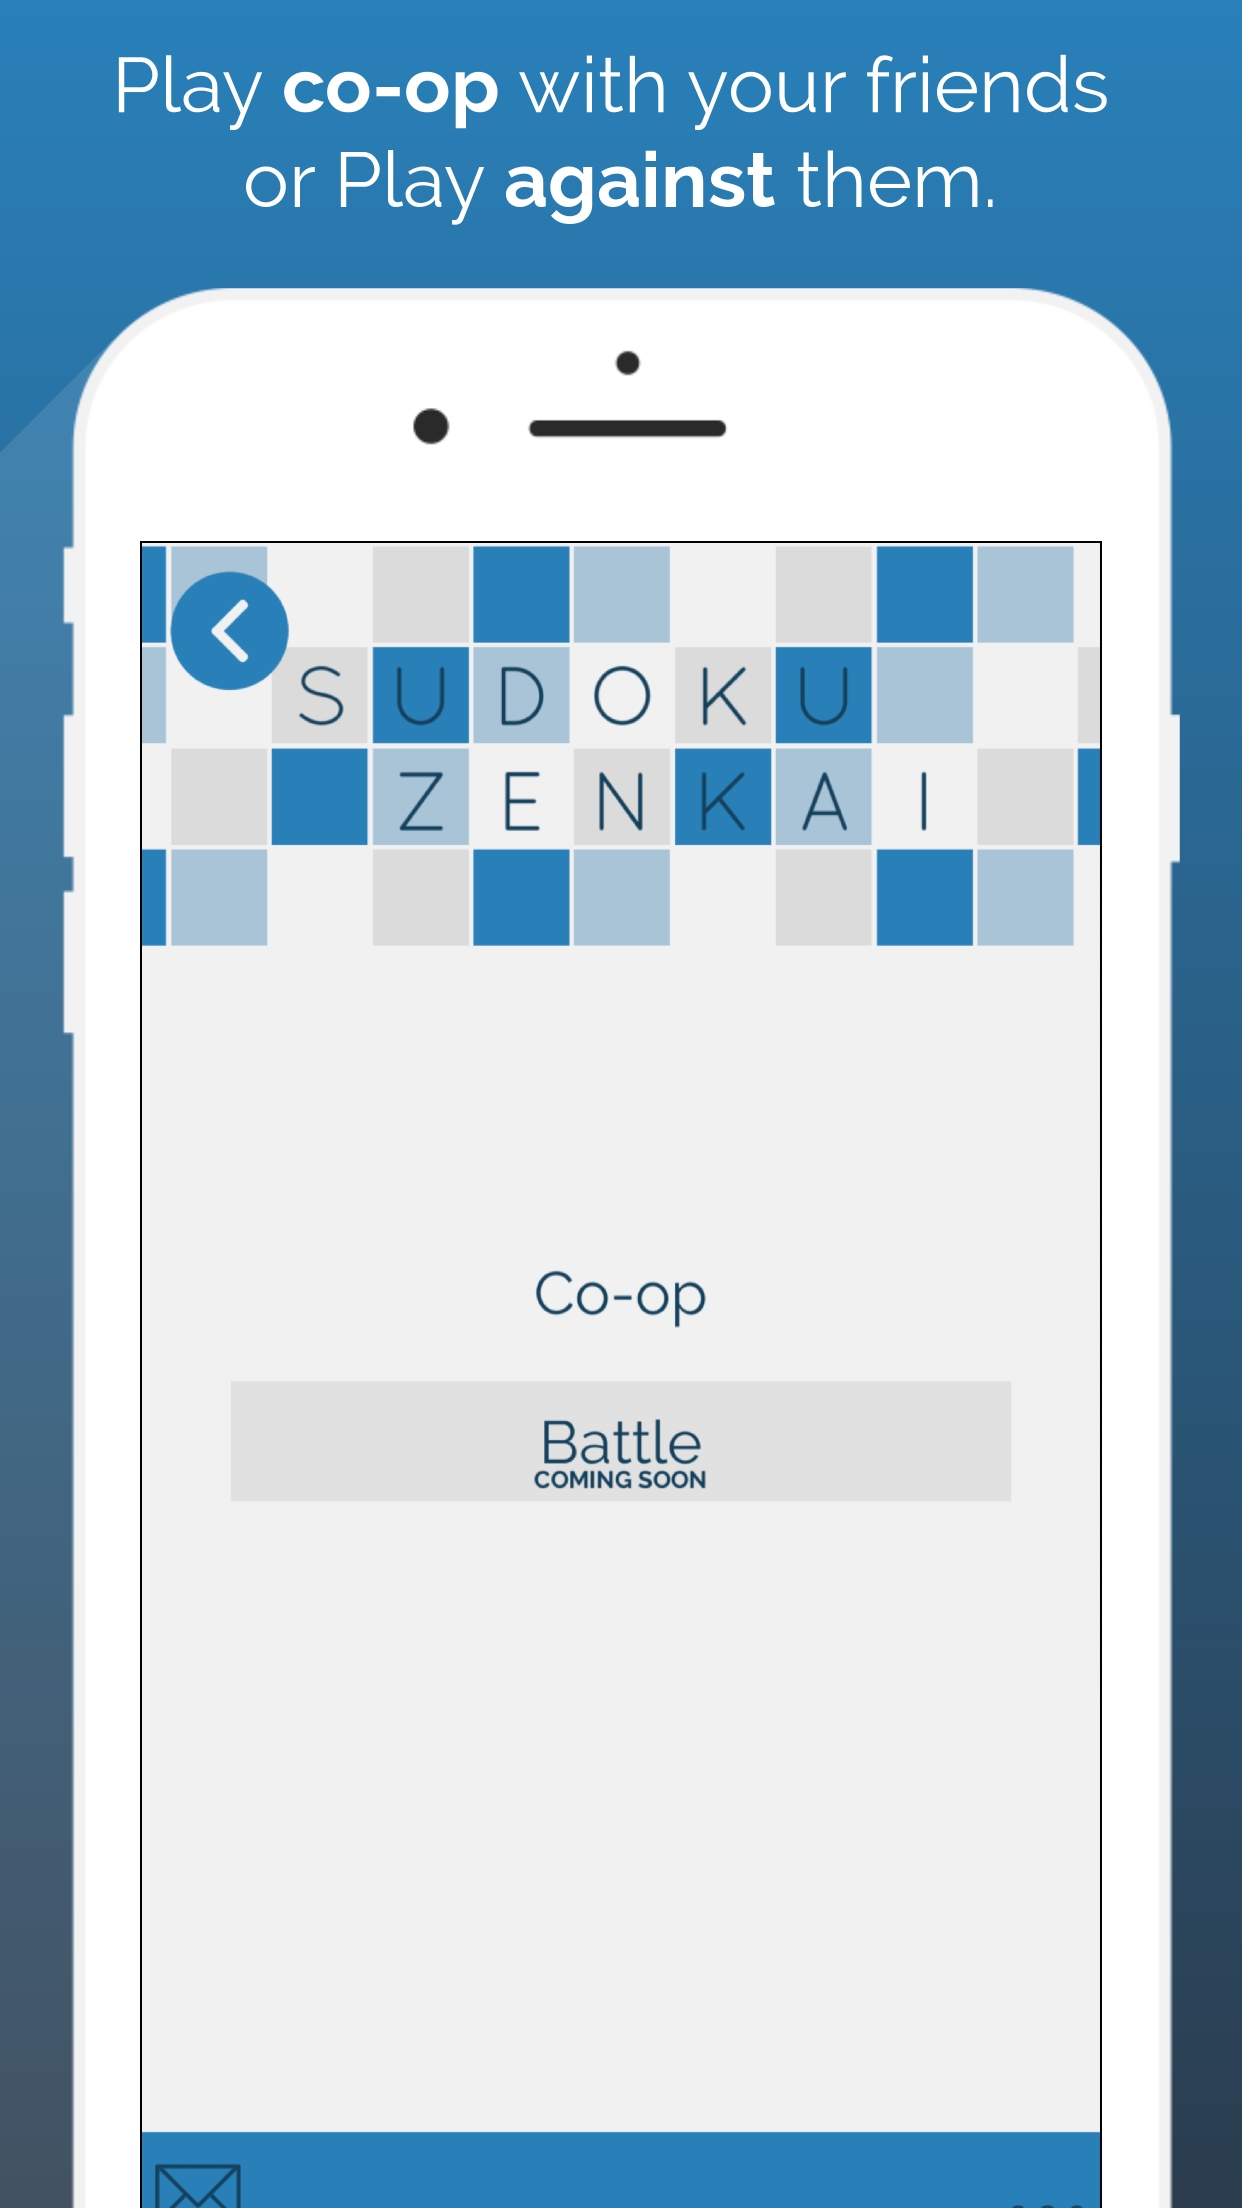 Play co-op with your friends
or Play against them.
SUDOKU
ZENKAI
Co-op
Battle
COMING SOON